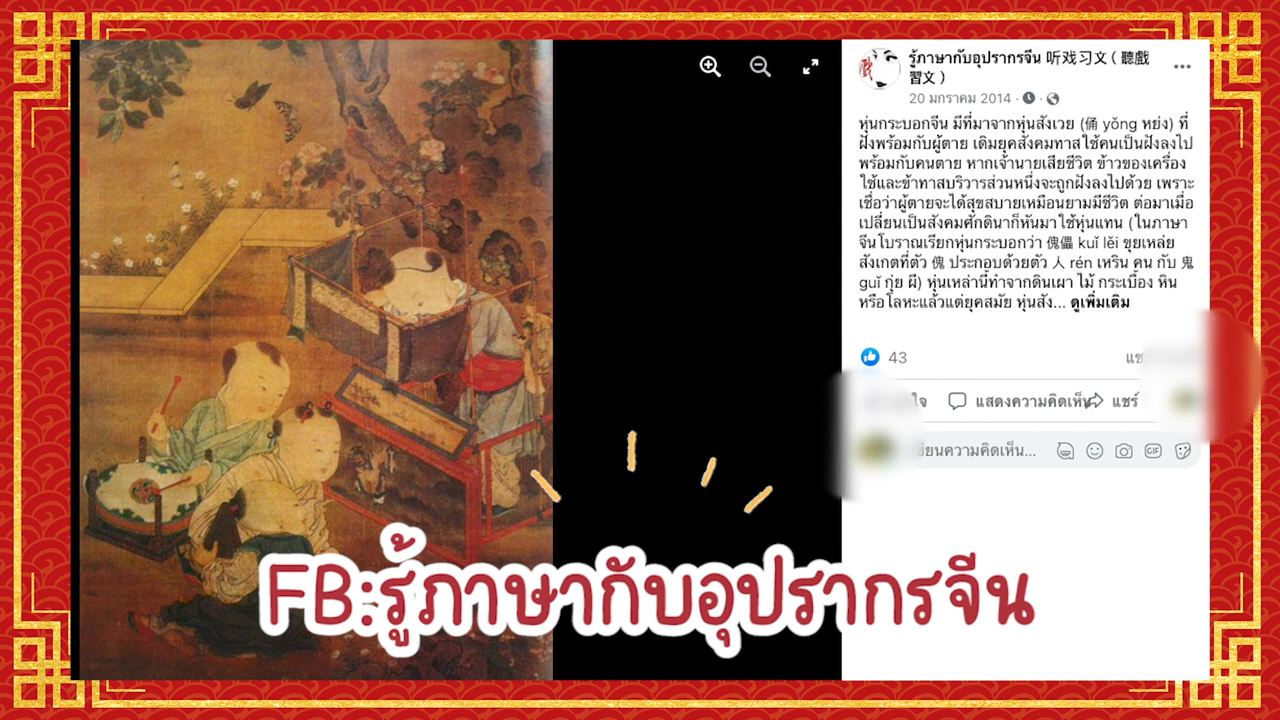 รู้ภาษากับอุปรากรจีน 听戏习文 ( 聽戲
習文 )
20 มกราคม 2014
หุ่นกระบอกจีน มีที่มาจากหุ่นสังเวย (俑 yǒng หย่ง) ที่
ฝังพร้อมกับผู้ตาย เดิมยุคสังคมทาสใช้คนเป็นฝังลงไป
พร้อมกับคนตาย หากเจ้านายเสียชีวิต ข้าวของเครื่อง
ใช้และข้าทาสบริวารส่วนหนึ่งจะถูกฝังลงไปด้วย เพราะ
เชื่อว่าผู้ตายจะได้สุขสบายเหมือนยามมีชีวิต ต่อมาเมื่อ
เปลี่ยนเป็นสังคมศักดินาก็หันมาใช้หุ่นแทน (ในภาษา
จีนโบราณเรียกหุ่นกระบอกว่า 傀儡 kuǐ lěi ขุยเหล่ย
สังเกตที่ตัว 傀 ประกอบด้วยตัว 人 rén เหริน คน กับ 鬼
guǐ กุ่ย ผี) หุ่นเหล่านี้ทำจากดินเผา ไม้ กระเบื้อง หิน
หรือโลหะแล้วแต่ยุคสมัย หุ่นสัง... ดูเพิ่มเติม
43
แสดงความคิดเห็น แชร์
GIF
FB:รู้ภาษากับอุปรากรจีน